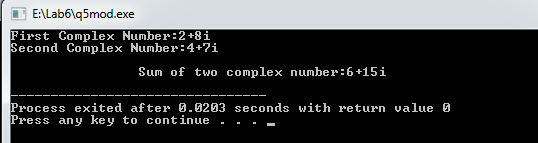 E:\Lab6\q5mod.exe
First Complex Number:2+8i
Second Complex Number:4+7i
Sum of two complex number:6+15i
--------------------------------
Process exited after 0.0203 seconds with return value 0
Press any key to continue . . . _